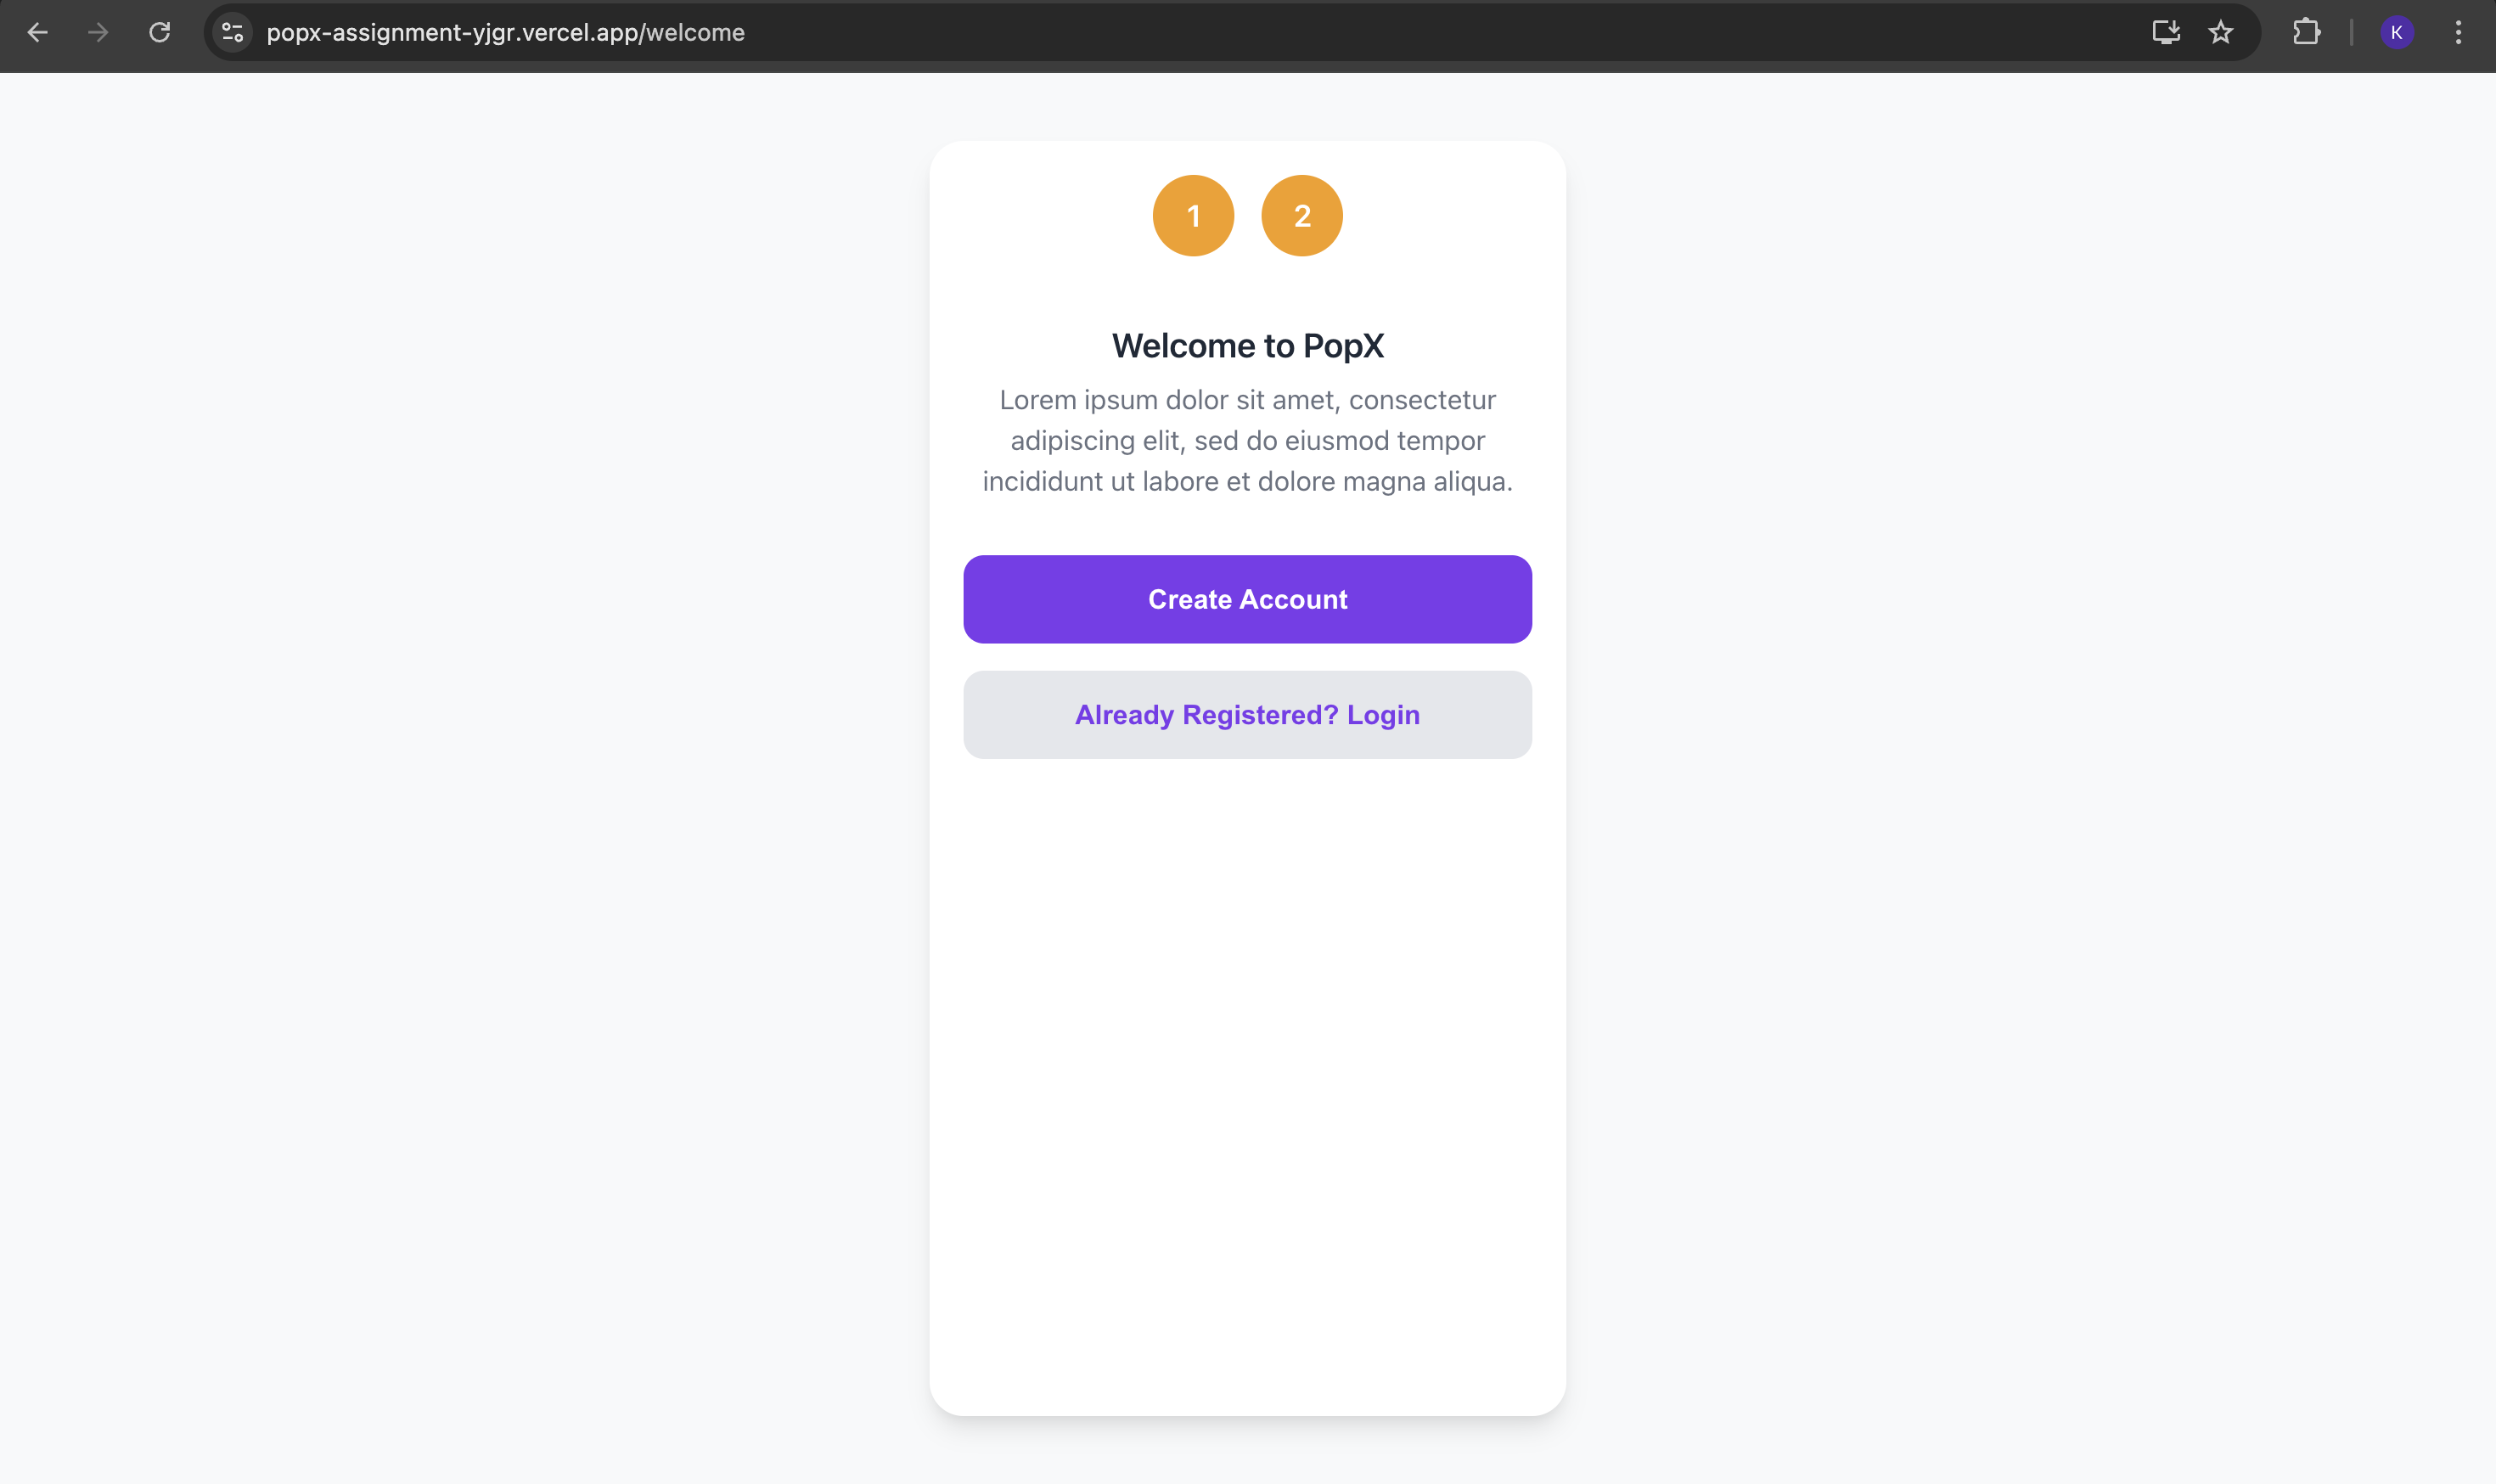 popx-assignment-yjgr.vercel.app/welcome
K
1 2
Welcome to PopX
Lorem ipsum dolor sit amet, consectetur
adipiscing elit, sed do eiusmod tempor
incididunt ut labore et dolore magna aliqua.
Create Account
Already Registered? Login